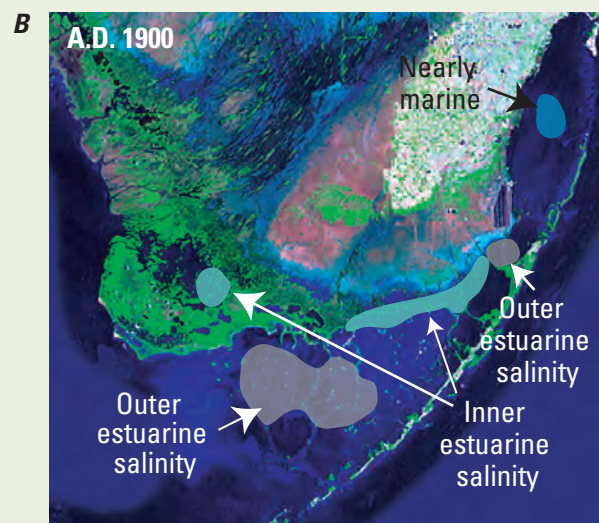 B
A.D. 1900
Nearly
marine
Outer
estuarine
salinity
Outer
estuarine
salinity
Inner
estuarine
salinity